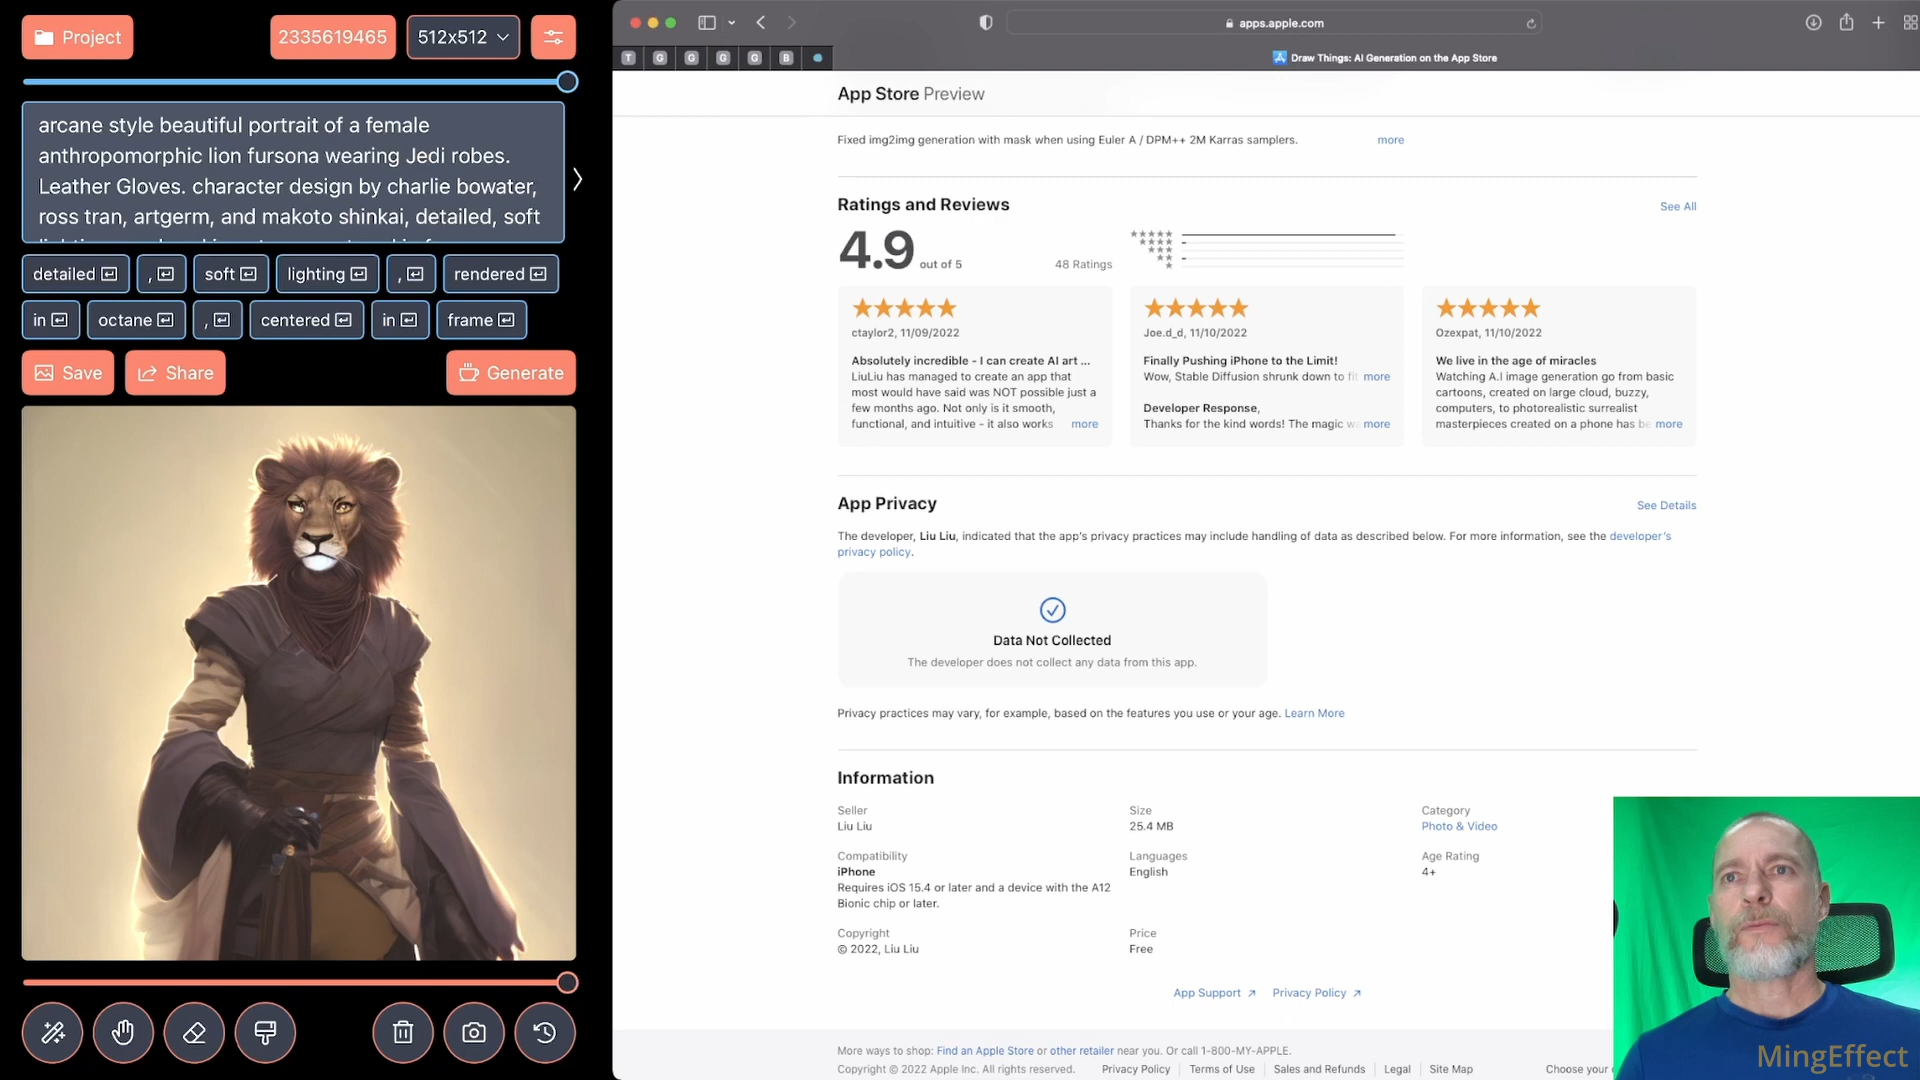 Project
2335619465
512x512
arcane style beautiful portrait of a female
anthropomorphic lion fursona wearing Jedi robes.
Leather Gloves. character design by charlie bowater,
ross tran, artgerm, and makoto shinkai, detailed, soft
detailed , soft lighting , rendered
in octane , centered in frame
Save
Share
Generate
apps.apple.com
T G G G G B
Draw Things: AI Generation on the App Store
App Store Preview
Fixed img2img generation with mask when using Euler A / DPM++ 2M Karras samplers.
more
Ratings and Reviews
See All
4.9 out of 5
48 Ratings
ctaylor2, 11/09/2022
Absolutely incredible - I can create AI art ...
LiuLiu has managed to create an app that
most would have said was NOT possible just a
few months ago. Not only is it smooth,
functional, and intuitive - it also works more
Joe.d_d, 11/10/2022
Finally Pushing iPhone to the Limit!
Wow, Stable Diffusion shrunk down to fit more
Developer Response,
Thanks for the kind words! The magic more
Ozexpat, 11/10/2022
We live in the age of miracles
Watching A.I image generation go from basic
cartoons, created on large cloud, buzzy,
computers, to photorealistic surrealist
masterpieces created on a phone has be more
App Privacy
See Details
The developer, Liu Liu, indicated that the app's privacy practices may include handling of data as described below. For more information, see the developer's
privacy policy.
Data Not Collected
The developer does not collect any data from this app.
Privacy practices may vary, for example, based on the features you use or your age. Learn More
Information
Seller
Liu Liu
Size
25.4 MB
Category
Photo & Video
Compatibility
iPhone
Requires iOS 15.4 or later and a device with the A12
Bionic chip or later.
Languages
English
Age Rating
4+
Copyright
© 2022, Liu Liu
Price
Free
App Support
Privacy Policy
More ways to shop: Find an Apple Store or other retailer near you. Or call 1-800-MY-APPLE.
Copyright © 2022 Apple Inc. All rights reserved.
Privacy Policy
Terms of Use
Sales and Refunds
Legal
Site Map
Choose your
MingEffect